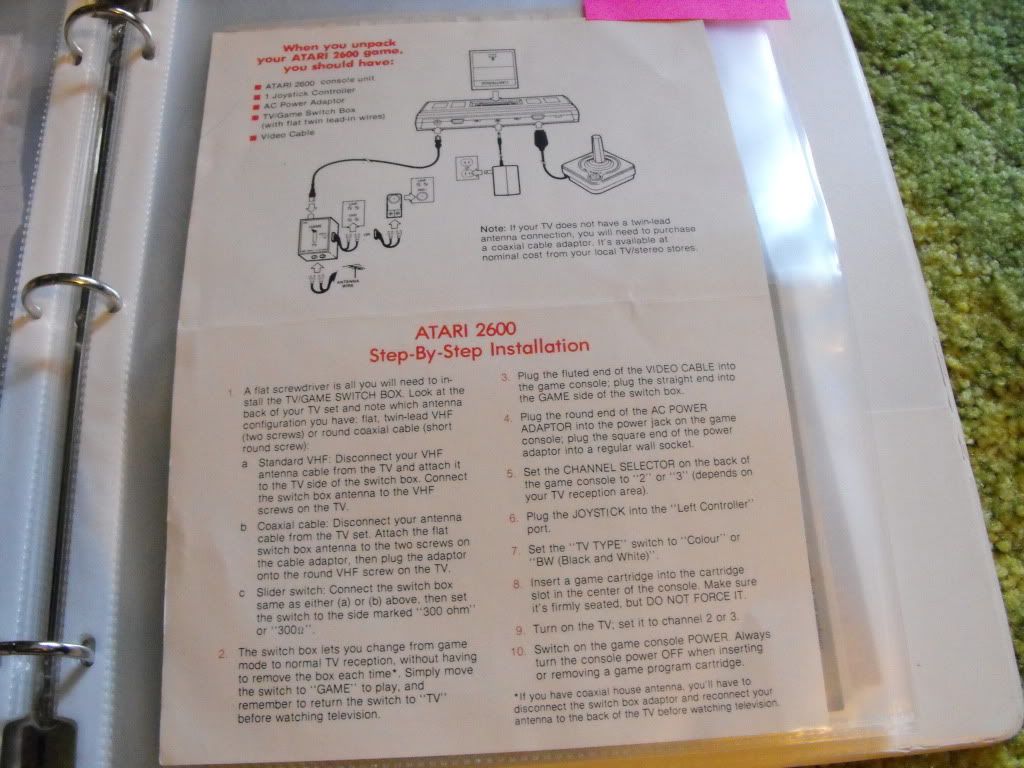 When you unpack
your ATARI 2600 game,
you should have:
ATARI 2600 console unit
1 Joystick Controller
AC Power Adaptor
TV/Game Switch Box
(with flat twin lead-in wires)
Video Cable
OR
ANTENNA
WIRE
Note: If your TV does not have a twin-lead
antenna connection, you will need to purchase
a coaxial cable adaptor. It's available at
nominal cost from your local TV/stereo stores.
ATARI 2600
Step-By-Step Installation
1. A flat screwdriver is all you will need to in-
stall the TV/GAME SWITCH BOX. Look at the
back of your TV set and note which antenna
configuration you have: flat, twin-lead VHF
(two screws) or round coaxial cable (short
round screw):
a Standard VHF: Disconnect your VHF
antenna cable from the TV and attach it
to the TV side of the switch box. Connect
the switch box antenna to the VHF
screws on the TV.
b Coaxial cable: Disconnect your antenna
cable from the TV set. Attach the flat
switch box antenna to the two screws on
the cable adaptor, then plug the adaptor
onto the round VHF screw on the TV.
c Slider switch: Connect the switch box
same as either (a) or (b) above, then set
the switch to the side marked "300 ohm"
or "300Ω".
2. The switch box lets you change from game
mode to normal TV reception, without having
to remove the box each time*. Simply move
the switch to "GAME" to play, and
remember to return the switch to "TV"
before watching television.
3. Plug the fluted end of the VIDEO CABLE into
the game console; plug the straight end into
the GAME side of the switch box.
4. Plug the round end of the AC POWER
ADAPTOR into the power jack on the game
console; plug the square end of the power
adaptor into a regular wall socket.
5. Set the CHANNEL SELECTOR on the back of
the game console to "2" or "3" (depends on
your TV reception area).
6. Plug the JOYSTICK into the "Left Controller"
port.
7. Set the "TV TYPE" switch to "Colour" or
"BW (Black and White)".
8. Insert a game cartridge into the cartridge
slot in the center of the console. Make sure
it's firmly seated, but DO NOT FORCE IT.
9. Turn on the TV; set it to channel 2 or 3.
10. Switch on the game console POWER. Always
turn the console power OFF when inserting
or removing a game program cartridge.
*If you have coaxial house antenna, you'll have to
disconnect the switch box adaptor and reconnect your
antenna to the back of the TV before watching television.